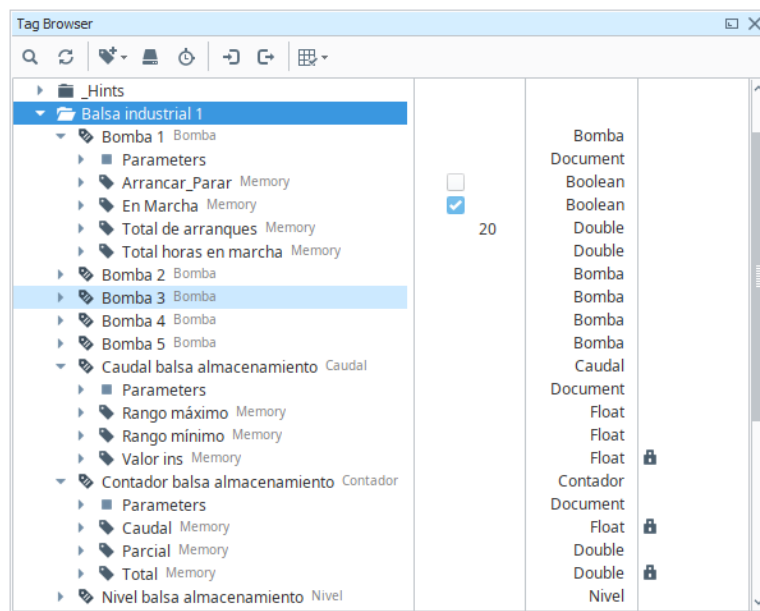 Tag Browser
_Hints
Balsa industrial 1
Bomba 1 Bomba Bomba
Parameters Document
Arrancar_Parar Memory Boolean
En Marcha Memory Boolean
Total de arranques Memory 20 Double
Total horas en marcha Memory Double
Bomba 2 Bomba Bomba
Bomba 3 Bomba Bomba
Bomba 4 Bomba Bomba
Bomba 5 Bomba Bomba
Caudal balsa almacenamiento Caudal Caudal
Parameters Document
Rango máximo Memory Float
Rango mínimo Memory Float
Valor ins Memory Float
Contador balsa almacenamiento Contador Contador
Parameters Document
Caudal Memory Float
Parcial Memory Double
Total Memory Double
Nivel balsa almacenamiento Nivel Nivel